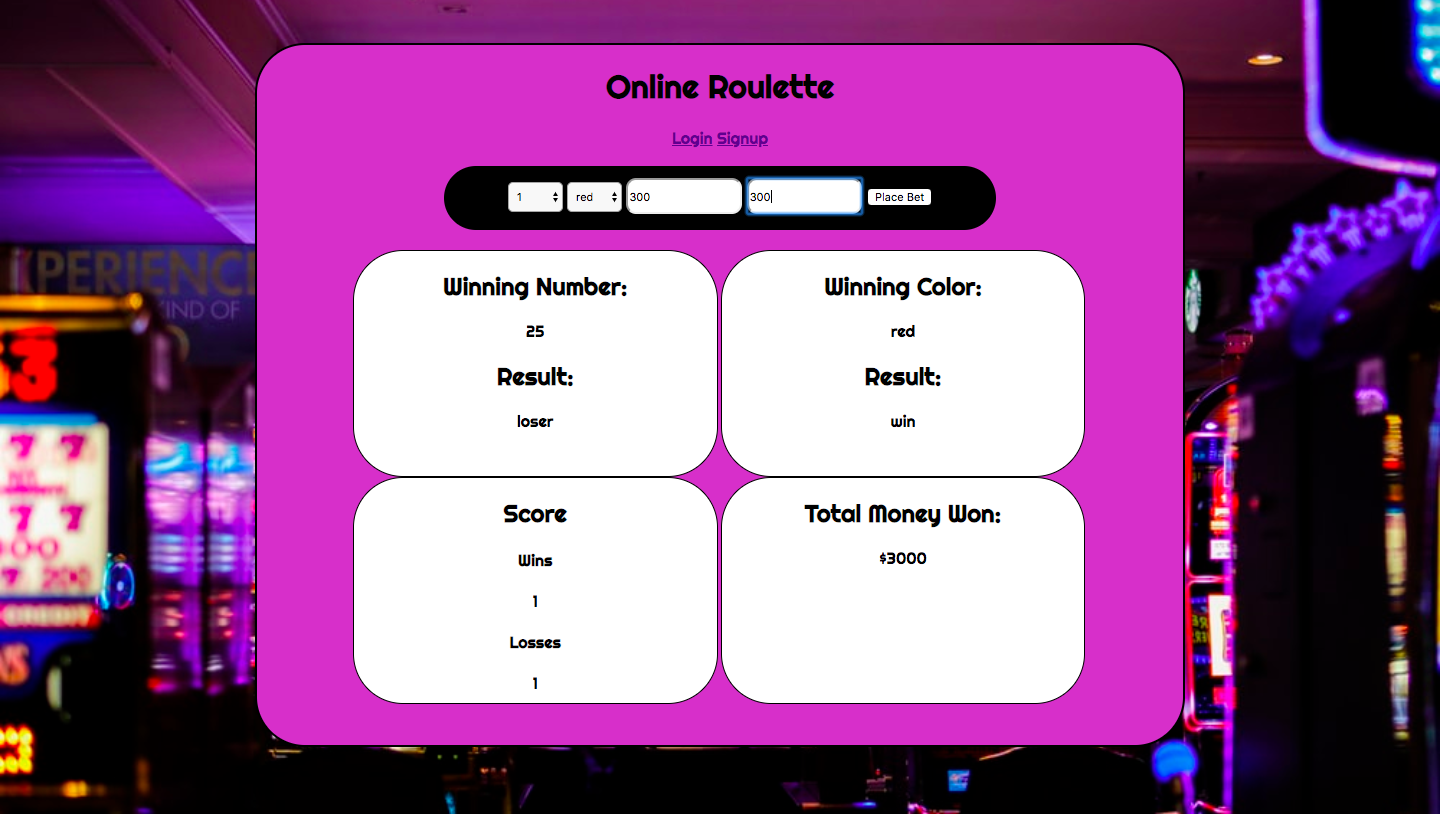 Online Roulette
Login Signup
1 red 300 300 Place Bet
Winning Number:
25
Result:
loser
Winning Color:
red
Result:
win
Score
Wins
1
Losses
1
Total Money Won:
$3000
PERIENC
KIND OF